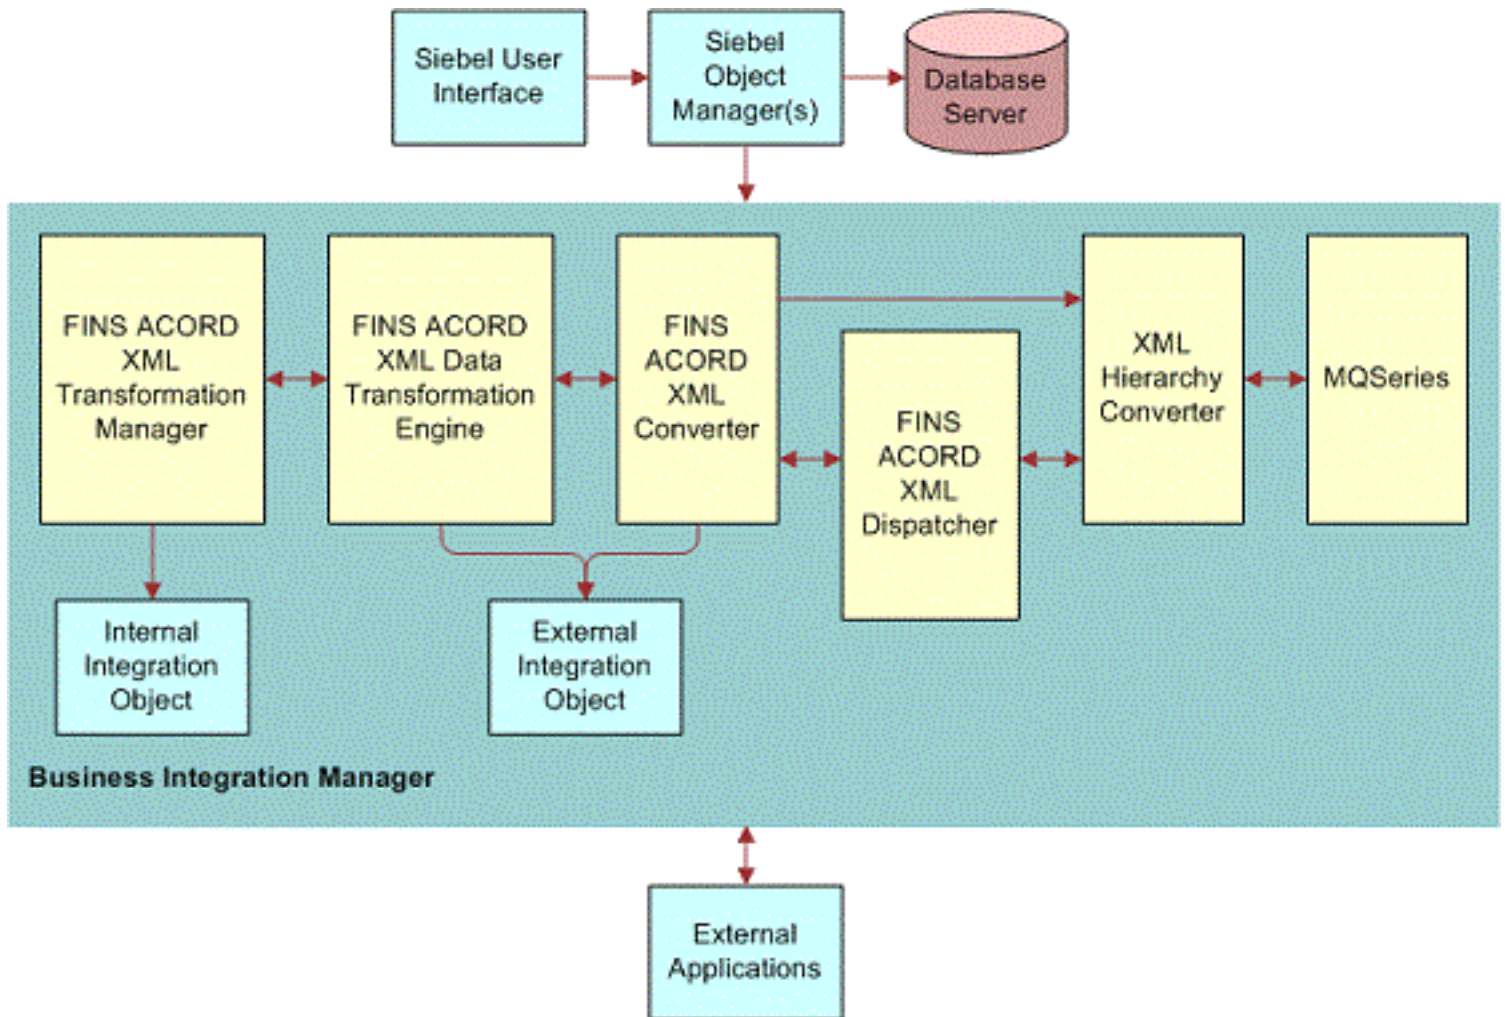 Siebel User
Interface
Siebel
Object
Manager(s)
Database
Server
FINS ACORD
XML
Transformation
Manager
FINS ACORD
XML Data
Transformation
Engine
FINS
ACORD
XML
Converter
FINS
ACORD
XML
Dispatcher
XML
Hierarchy
Converter
MQSeries
Internal
Integration
Object
External
Integration
Object
Business Integration Manager
External
Applications